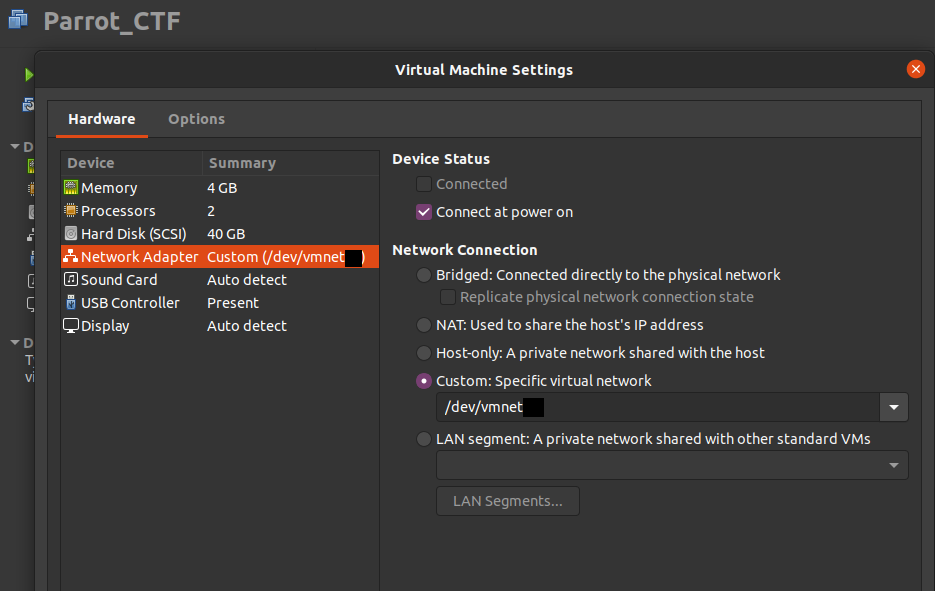 Parrot_CTF
Virtual Machine Settings
Hardware
Options
Device Summary
Memory 4 GB
Processors 2
Hard Disk (SCSI) 40 GB
Network Adapter Custom (/dev/vmnet )
Sound Card Auto detect
USB Controller Present
Display Auto detect
Device Status
Connected
Connect at power on
Network Connection
Bridged: Connected directly to the physical network
Replicate physical network connection state
NAT: Used to share the host's IP address
Host-only: A private network shared with the host
Custom: Specific virtual network
/dev/vmnet
LAN segment: A private network shared with other standard VMs
LAN Segments...